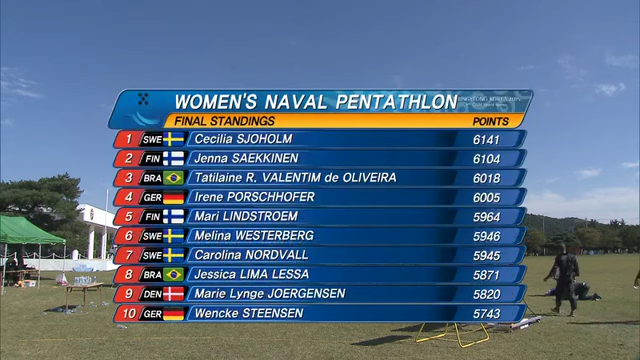 WOMEN'S NAVAL PENTATHLON
FINAL STANDINGS POINTS
1 SWE Cecilia SJOHOLM 6141
2 FIN Jenna SAEKKINEN 6104
3 BRA Tatilaine R. VALENTIM de OLIVEIRA 6018
4 GER Irene PORSCHHOFER 6005
5 FIN Mari LINDSTROEM 5964
6 SWE Melina WESTERBERG 5946
7 SWE Carolina NORDVALL 5945
8 BRA Jessica LIMA LESSA 5871
9 DEN Marie Lynge JOERGENSEN 5820
10 GER Wencke STEENSEN 5743